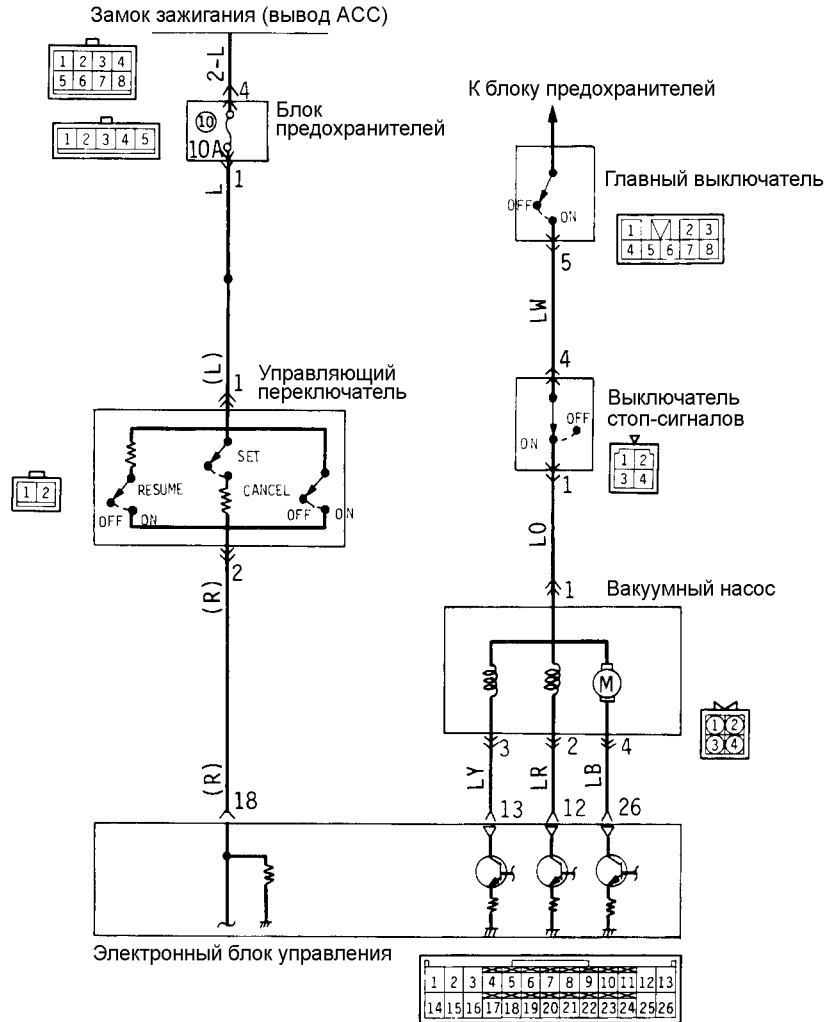 Замок зажигания (вывод ACC)
1 2 3 4
5 6 7 8
2-L
4
1 2 3 4 5
10
10A
Блок
предохранителей
1
L
(L)
1
Управляющий
переключатель
SET
RESUME
CANCEL
OFF
ON
OFF
ON
1 2
2
(R)
(R)
18
К блоку предохранителей
Главный выключатель
OFF
ON
1 2 3
4 5 6 7 8
5
LW
4
Выключатель
стоп-сигналов
OFF
ON
1 2
3 4
1
LO
1
Вакуумный насос
M
1 2
3 4
3
2
4
LY
LR
LB
13
12
26
Электронный блок управления
1 2 3 4 5 6 7 8 9 10 11 12 13
14 15 16 17 18 19 20 21 22 23 24 25 26